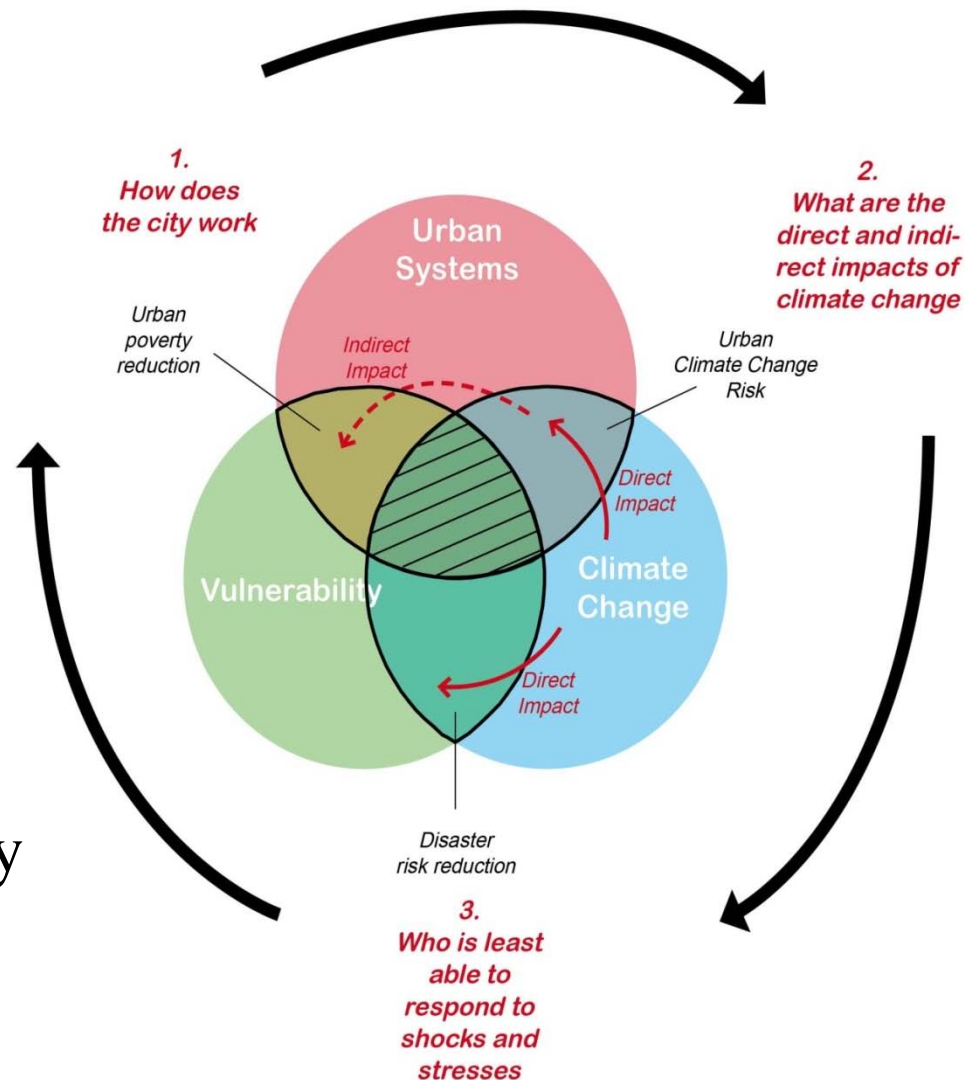 1.
How does
the city work
2.
What are the
direct and indi-
rect impacts of
climate change
Urban
Systems
Urban
poverty
reduction
Indirect
Impact
Urban
Climate Change
Risk
Direct
Impact
Vulnerability
Climate
Change
Direct
Impact
y
Disaster
risk reduction
3.
Who is least
able to
respond to
shocks and
stresses